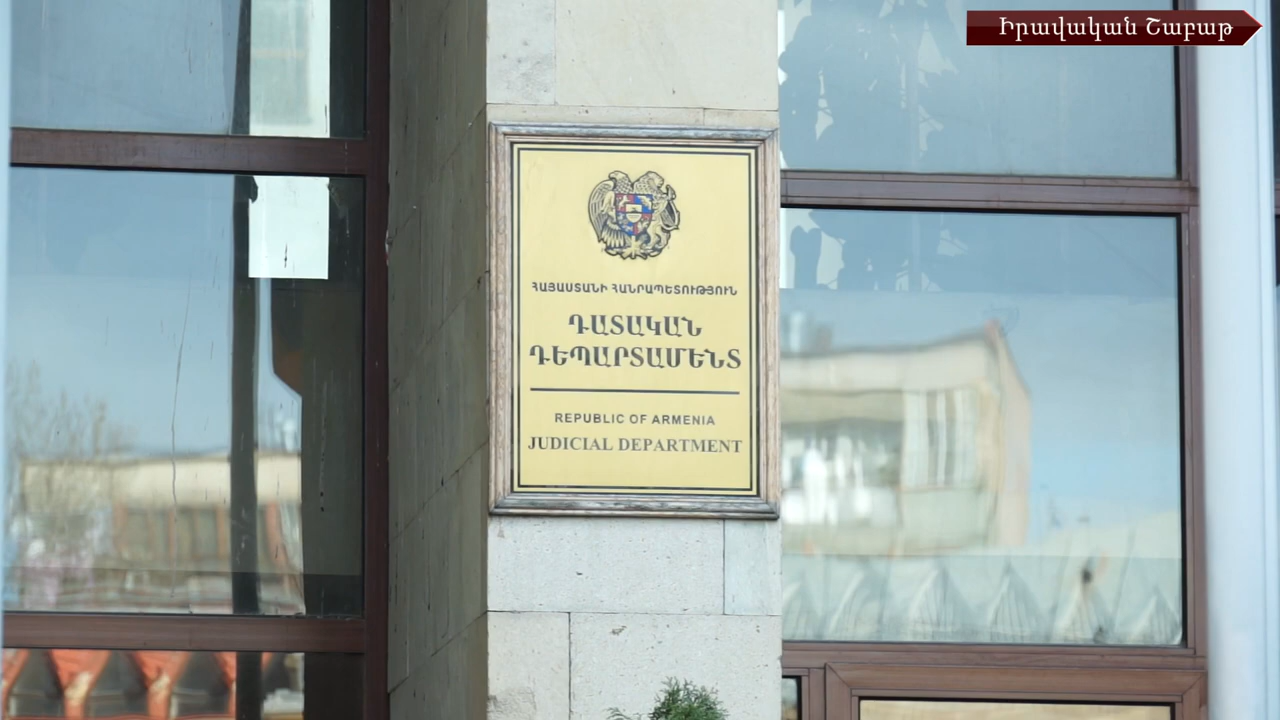 Իրավական Շաբաթ
ՀԱՅԱՍՏԱՆԻ ՀԱՆՐԱՊԵՏՈՒԹՅՈՒՆ
ԴԱՏԱԿԱՆ
ԴԵՊԱՐՏԱՄԵՆՏ
REPUBLIC OF ARMENIA
JUDICIAL DEPARTMENT